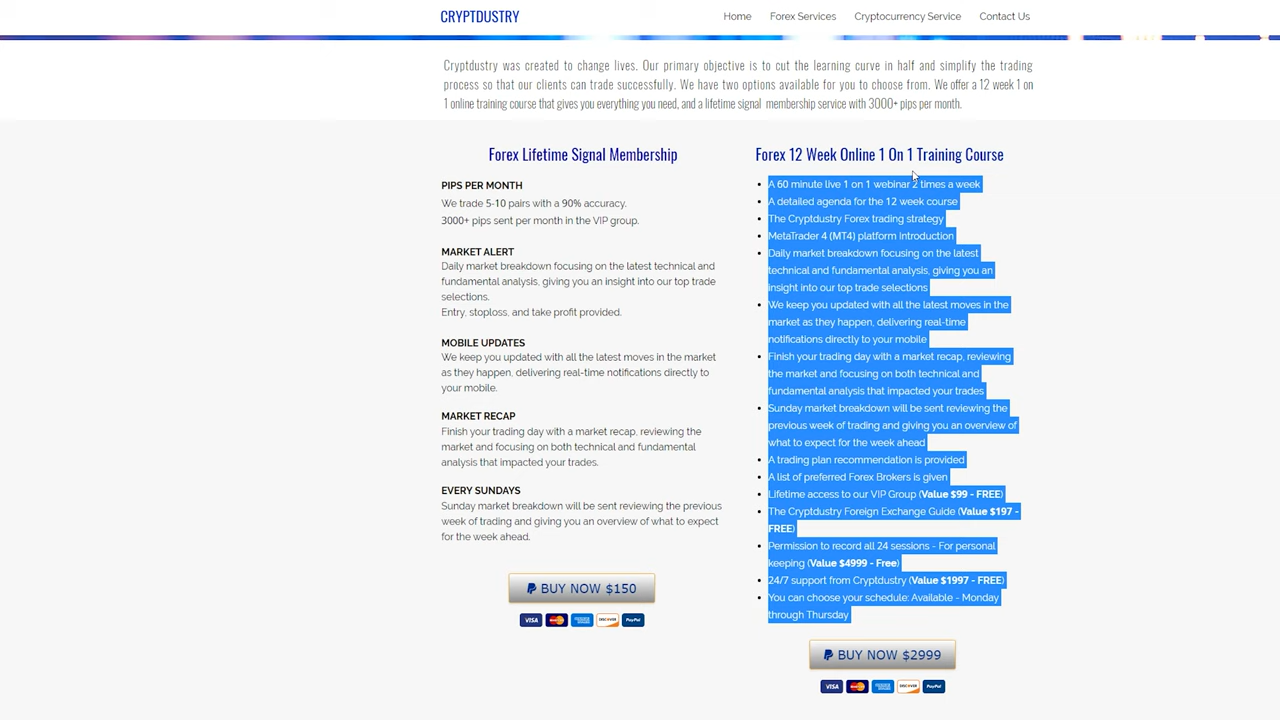 CRYPTDUSTRY
Home Forex Services Cryptocurrency Service Contact Us
Cryptdustry was created to change lives. Our primary objective is to cut the learning curve in half and simplify the trading
process so that our clients can trade successfully. We have two options available for you to choose from. We offer a 12 week 1 on
1 online training course that gives you everything you need, and a lifetime signal membership service with 3000+ pips per month.
Forex Lifetime Signal Membership
PIPS PER MONTH
We trade 5-10 pairs with a 90% accuracy.
3000+ pips sent per month in the VIP group.
MARKET ALERT
Daily market breakdown focusing on the latest technical and
fundamental analysis, giving you an insight into our top trade
selections.
Entry, stoploss, and take profit provided.
MOBILE UPDATES
We keep you updated with all the latest moves in the market
as they happen, delivering real-time notifications directly to
your mobile.
MARKET RECAP
Finish your trading day with a market recap, reviewing the
market and focusing on both technical and fundamental
analysis that impacted your trades.
EVERY SUNDAYS
Sunday market breakdown will be sent reviewing the previous
week of trading and giving you an overview of what to expect
for the week ahead.
BUY NOW $150
VISA MasterCard AMERICAN EXPRESS DISCOVER PayPal
Forex 12 Week Online 1 On 1 Training Course
• A 60 minute live 1 on 1 webinar 2 times a week
• A detailed agenda for the 12 week course
• The Cryptdustry Forex trading strategy
• MetaTrader 4 (MT4) platform Introduction
• Daily market breakdown focusing on the latest
technical and fundamental analysis, giving you an
insight into our top trade selections
• We keep you updated with all the latest moves in the
market as they happen, delivering real-time
notifications directly to your mobile
• Finish your trading day with a market recap, reviewing
the market and focusing on both technical and
fundamental analysis that impacted your trades
• Sunday market breakdown will be sent reviewing the
previous week of trading and giving you an overview of
what to expect for the week ahead
• A trading plan recommendation is provided
• A list of preferred Forex Brokers is given
• Lifetime access to our VIP Group (Value $99 - FREE)
• The Cryptdustry Foreign Exchange Guide (Value $197 -
FREE)
• Permission to record all 24 sessions - For personal
keeping (Value $4999 - Free)
• 24/7 support from Cryptdustry (Value $1997 - FREE)
• You can choose your schedule: Available - Monday
through Thursday
BUY NOW $2999
VISA MasterCard AMERICAN EXPRESS DISCOVER PayPal